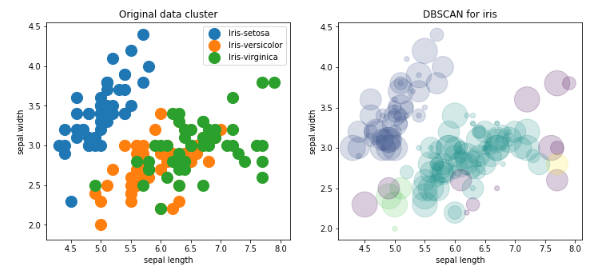 Original data cluster
DBSCAN for iris
Iris-setosa
Iris-versicolor
Iris-virginica
sepal.width
4.5
4.0
3.5
3.0
2.5
2.0
4.5 5.0 5.5 6.0 6.5 7.0 7.5 8.0
sepal length
sepal.width
4.5
4.0
3.5
3.0
2.5
2.0
4.5 5.0 5.5 6.0 6.5 7.0 7.5 8.0
sepal length